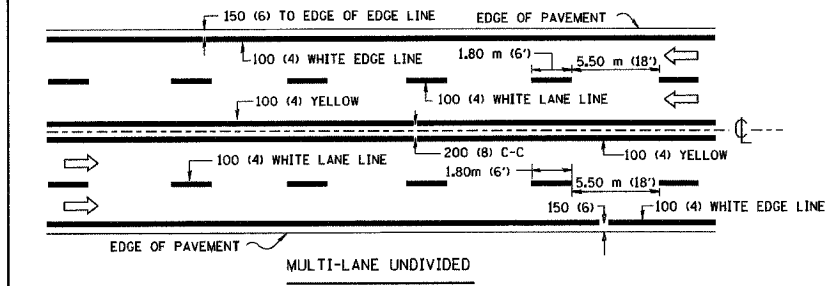 150 (6) TO EDGE OF EDGE LINE
EDGE OF PAVEMENT
100 (4) WHITE EDGE LINE
1.80 m (6')
5.50 m (18')
100 (4) YELLOW
100 (4) WHITE LANE LINE
℄
100 (4) WHITE LANE LINE
200 (8) C-C
100 (4) YELLOW
1.80m (6')
5.50 m (18')
150 (6)
100 (4) WHITE EDGE LINE
EDGE OF PAVEMENT
MULTI-LANE UNDIVIDED